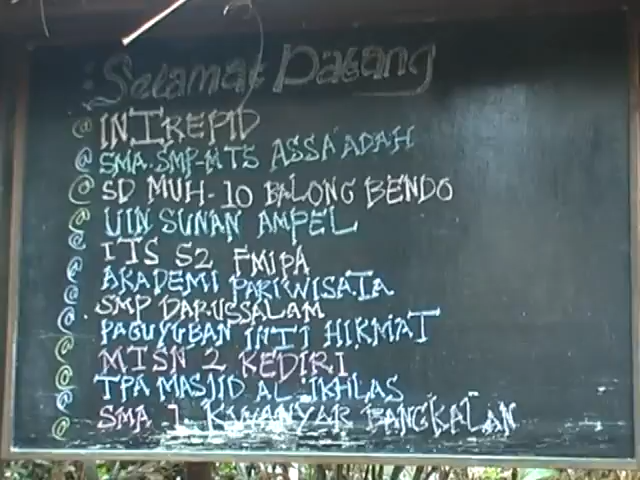 Selamat Datang
@ INTREPID
@ SMA-SMP-MTS ASSA'ADAH
@ SD MUH-10 BALONG BENDO
@ UIN SUNAN AMPEL
@ ITS S2 FMIPA
@ AKADEMI PARIWISATA
@ SMP DARUSSALAM
@ PAGUYUBAN INTI HIKMAT
@ MTSN 2 KEDIRI
@ TPA MASJID AL-IKHLAS
@ SMA 1 KWANYAR BANGKALAN